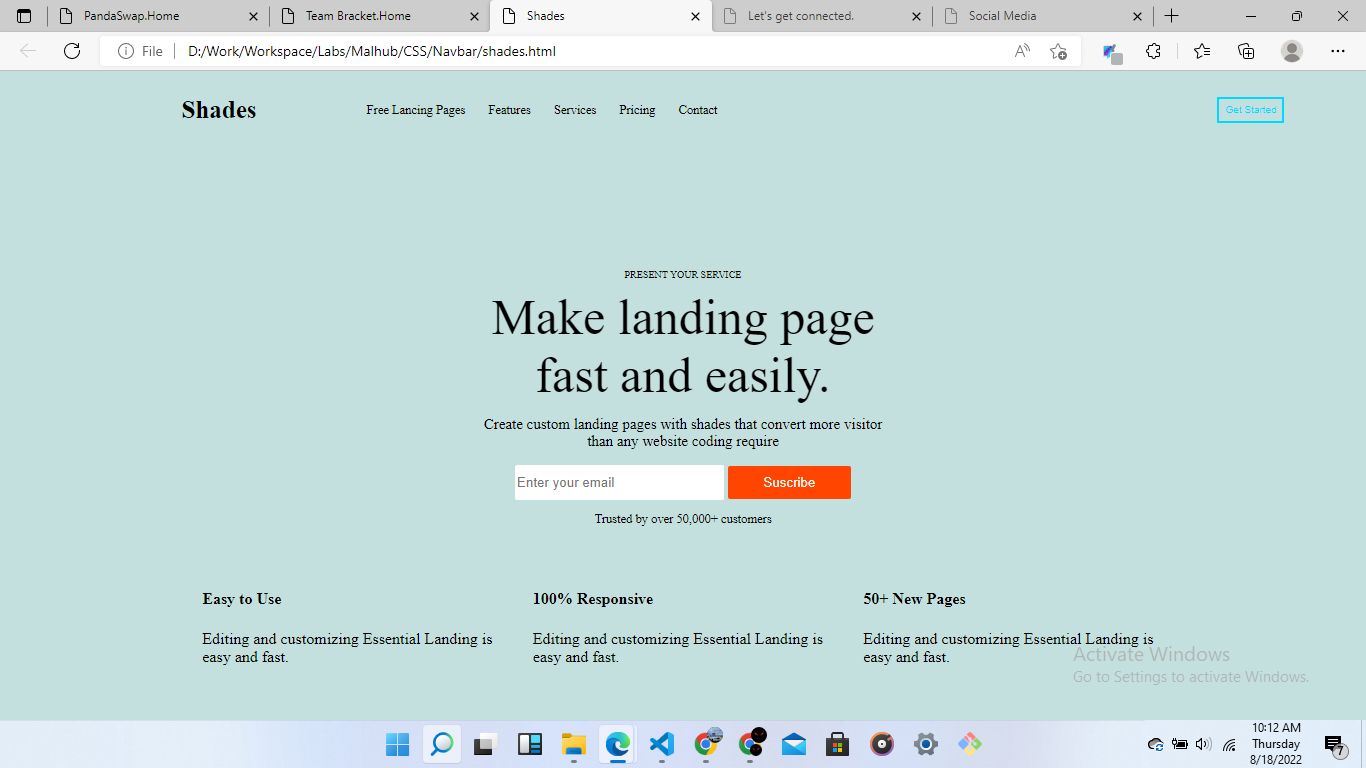 PandaSwap.Home
Team Bracket.Home
Shades
Let's get connected.
Social Media
File
D:/Work/Workspace/Labs/Malhub/CSS/Navbar/shades.html
Shades
Free Lancing Pages
Features
Services
Pricing
Contact
Get Started
PRESENT YOUR SERVICE
Make landing page
fast and easily.
Create custom landing pages with shades that convert more visitor
than any website coding require
Enter your email
Suscribe
Trusted by over 50,000+ customers
Easy to Use
Editing and customizing Essential Landing is
easy and fast.
100% Responsive
Editing and customizing Essential Landing is
easy and fast.
50+ New Pages
Editing and customizing Essential Landing is
easy and fast.
Activate Windows
Go to Settings to activate Windows.
10:12 AM
Thursday
8/18/2022
7